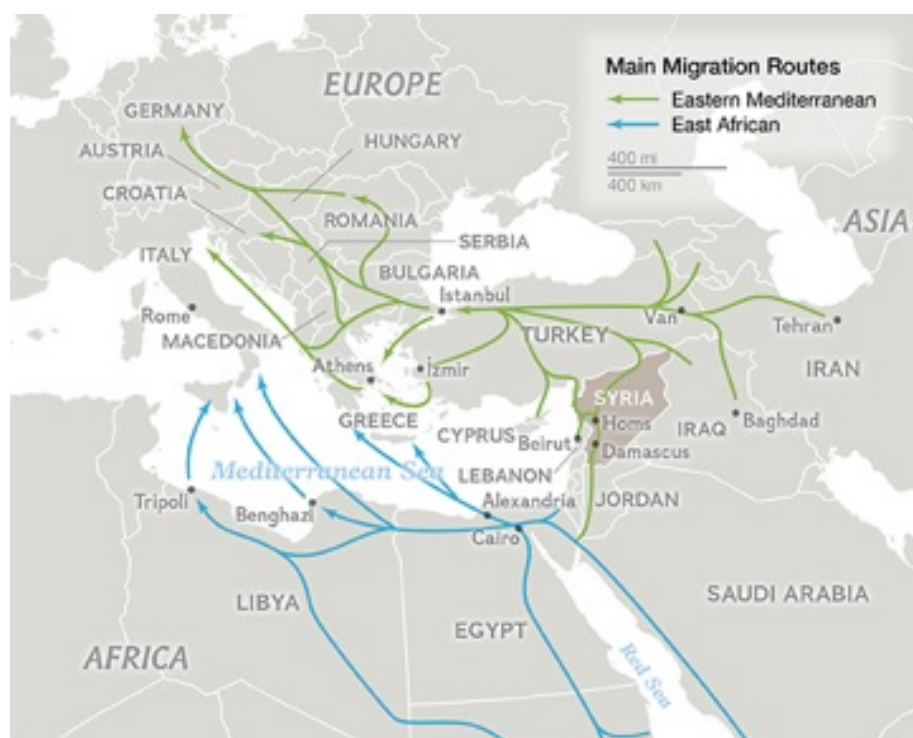 Main Migration Routes
Eastern Mediterranean
East African
400 mi
400 km
EUROPE
GERMANY
AUSTRIA
HUNGARY
CROATIA
ROMANIA
ASIA
SERBIA
ITALY
BULGARIA
Istanbul
Rome
MACEDONIA
Van
Tehran
TURKEY
Athens
İzmir
IRAN
SYRIA
GREECE
CYPRUS
Beirut
Homs
IRAQ
Baghdad
Damascus
LEBANON
Mediterranean Sea
Tripoli
Benghazi
Alexandria
JORDAN
Cairo
SAUDI ARABIA
LIBYA
EGYPT
AFRICA
Red Sea